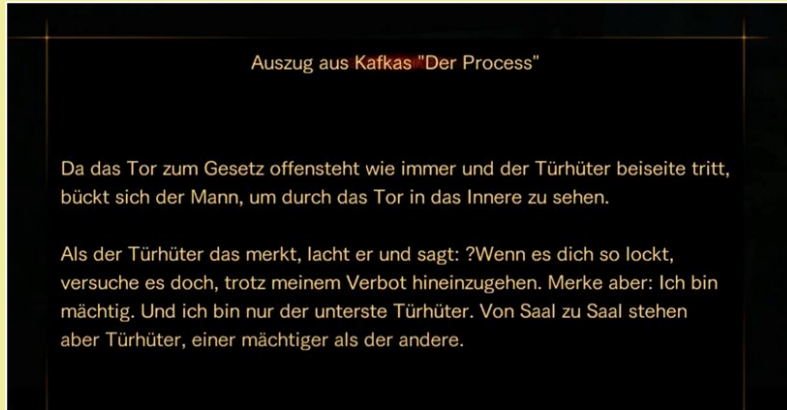 Auszug aus Kafkas "Der Process"
Da das Tor zum Gesetz offensteht wie immer und der Türhüter beiseite tritt,
bückt sich der Mann, um durch das Tor in das Innere zu sehen.
Als der Türhüter das merkt, lacht er und sagt: ?Wenn es dich so lockt,
versuche es doch, trotz meinem Verbot hineinzugehen. Merke aber: Ich bin
mächtig. Und ich bin nur der unterste Türhüter. Von Saal zu Saal stehen
aber Türhüter, einer mächtiger als der andere.